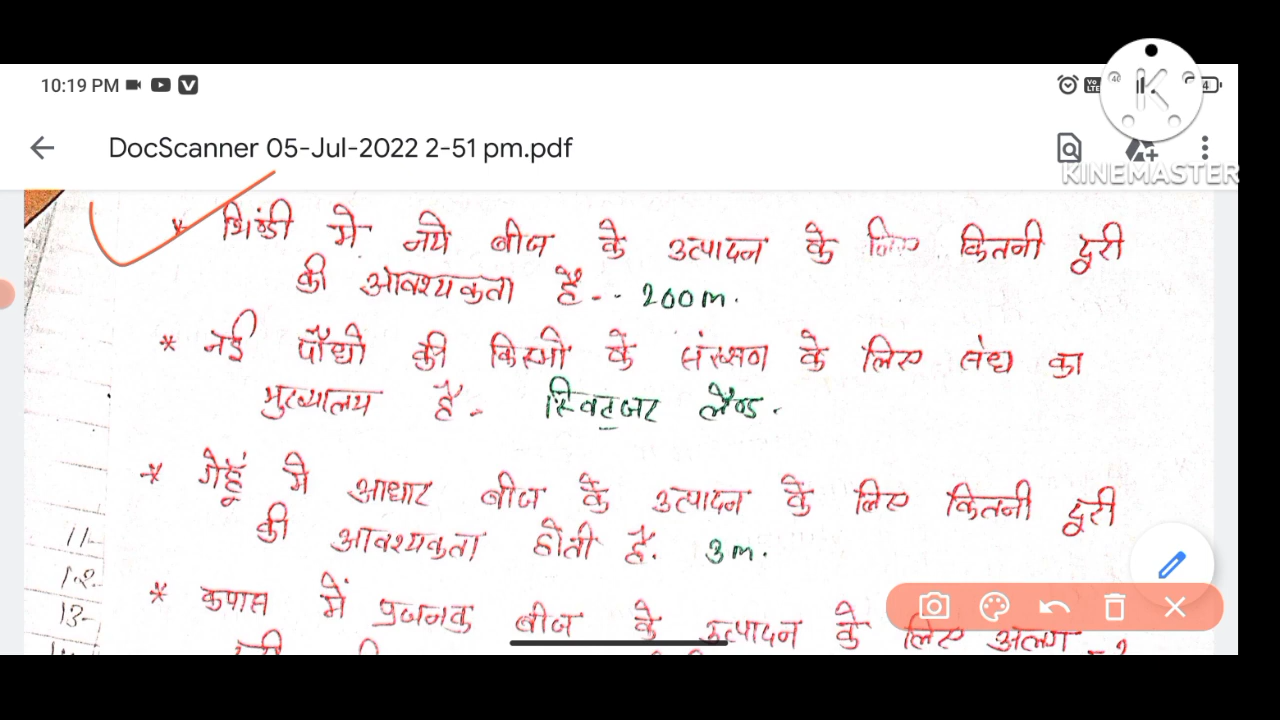 10:19 PM
DocScanner 05-Jul-2022 2-51 pm.pdf
KINEMASTER
* भिंण्डी मे नये बीज के उत्पादन के लिए कितनी दूरी
की आवश्यकता है - . 200m.
* नई पौधो की किस्मो के संरक्षण के लिए संघ का
मुख्यालय है - स्विटजर लैण्ड .
* गेहूँ मे आधार बीज के उत्पादन के लिए कितनी दूरी
की आवश्यकता होती है. 3m.
11-
12-
13-
* कपास में प्रजनक बीज के उत्पादन के लिए अलग